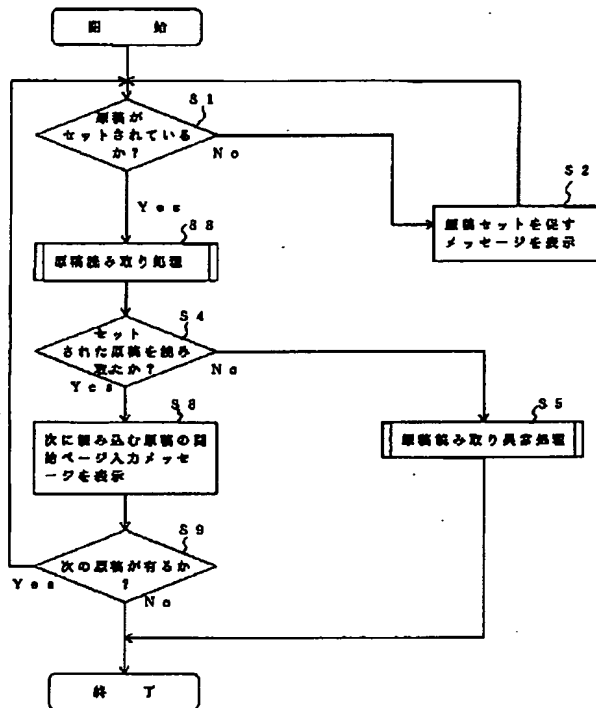 開　始
S1
原稿が
セットされている
か？
No
Yes
S2
原稿セットを促す
メッセージを表示
S3
原稿読み取り処理
S4
セット
された原稿を読み
取たか？
No
Yes
S8
次に読み込む原稿の開
始ページ入力メッセ
ージを表示
S5
原稿読み取り異常処理
S9
次の原稿が有るか
？
Yes
No
終　了